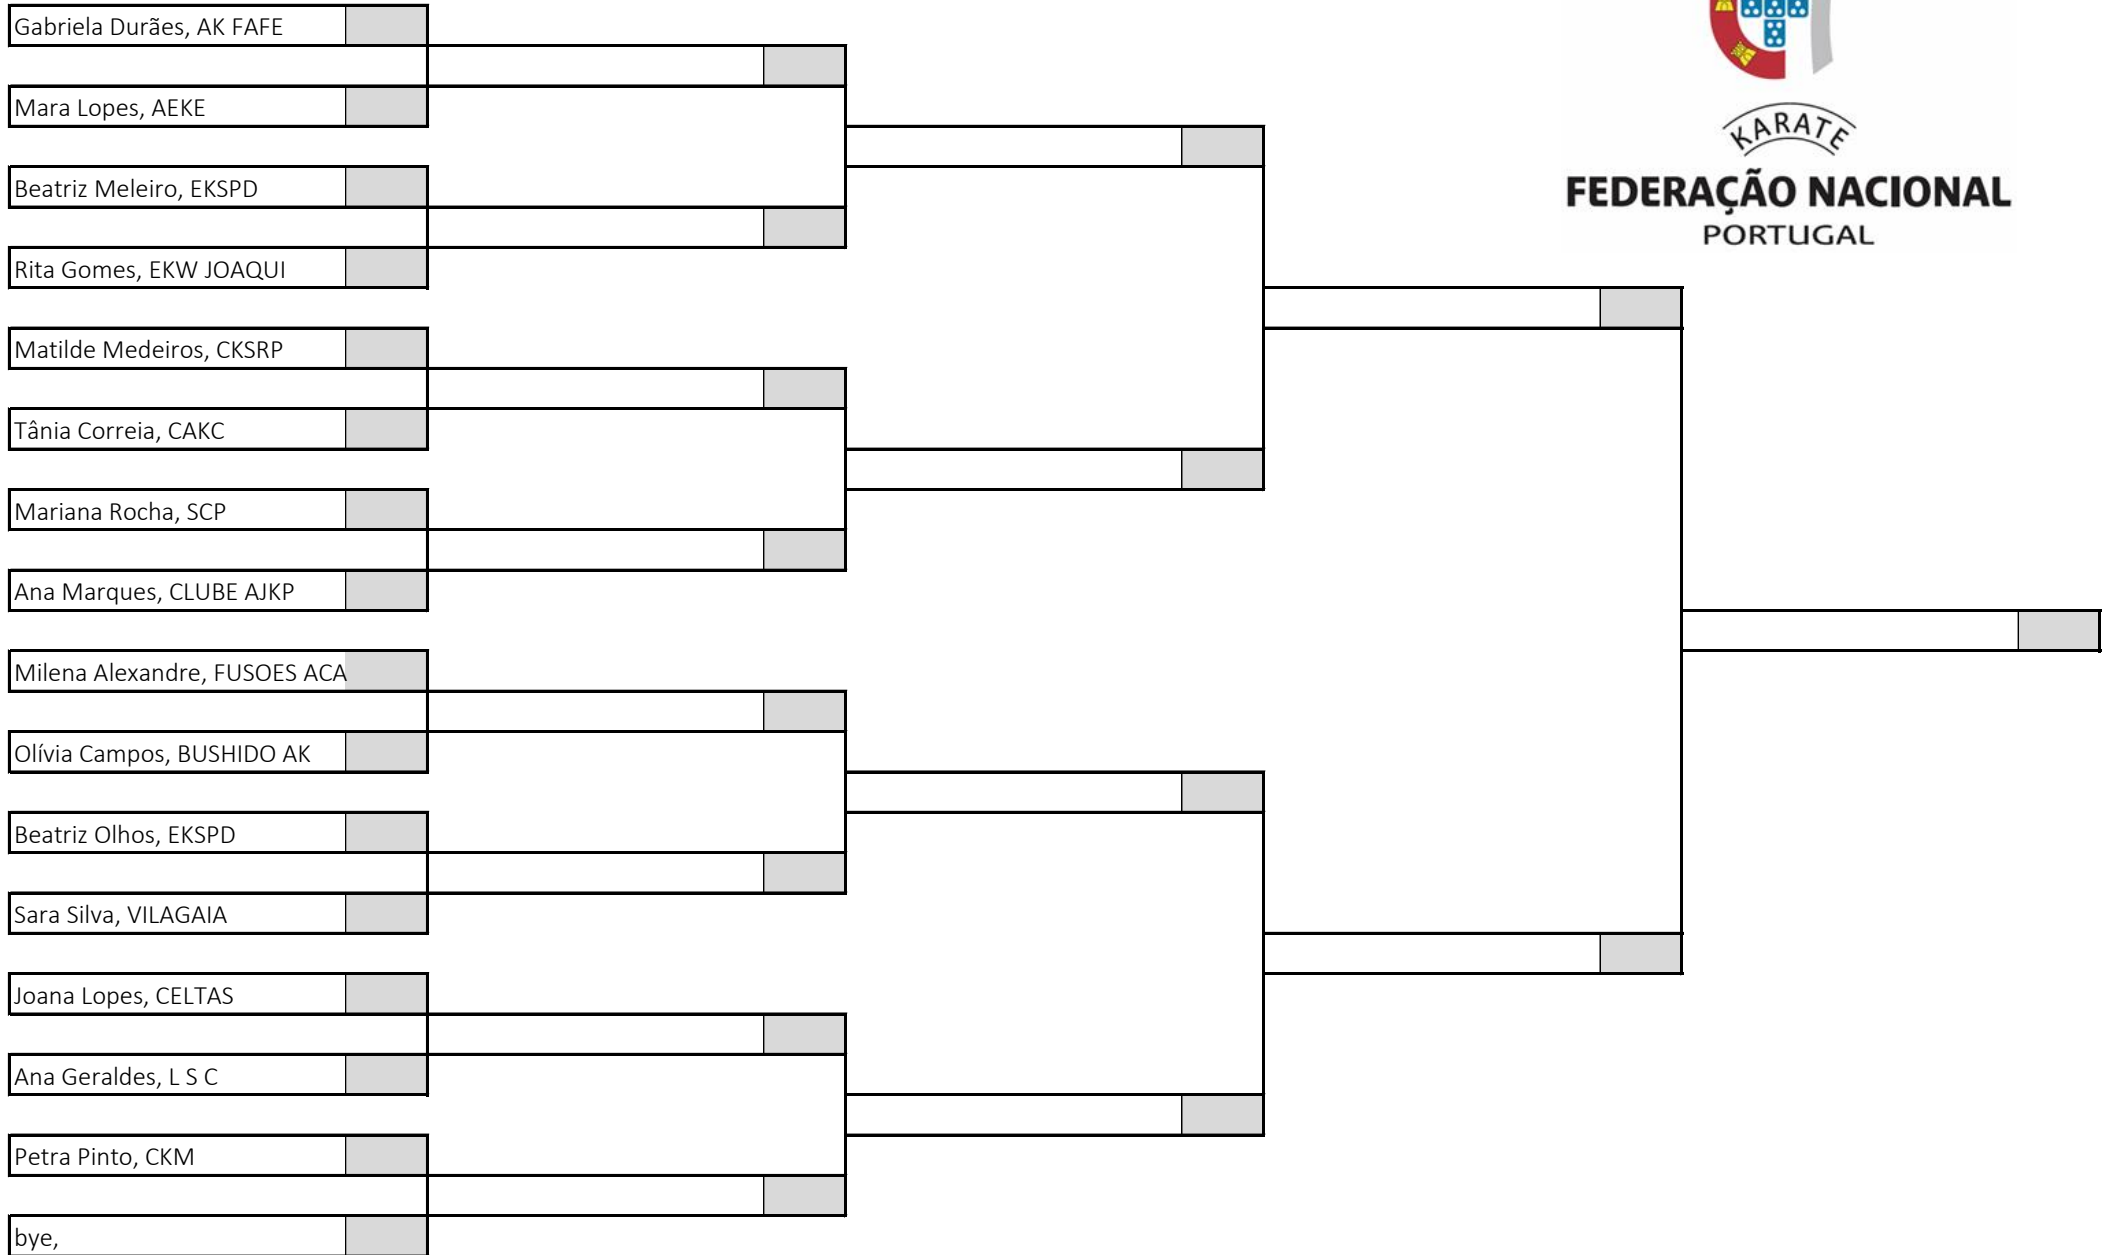 Gabriela Durães, AK FAFE
Mara Lopes, AEKE
KARATE
Beatriz Meleiro, EKSPD
FEDERAÇÃO NACIONAL
PORTUGAL
Rita Gomes, EKW JOAQUI
Matilde Medeiros, CKSRP
Tânia Correia, CAKC
Mariana Rocha, SCP
Ana Marques, CLUBE AJKP
Milena Alexandre, FUSOES ACA
Olívia Campos, BUSHIDO AK
Beatriz Olhos, EKSPD
Sara Silva, VILAGAIA
Joana Lopes, CELTAS
Ana Geraldes, L S C
Petra Pinto, CKM
bye,